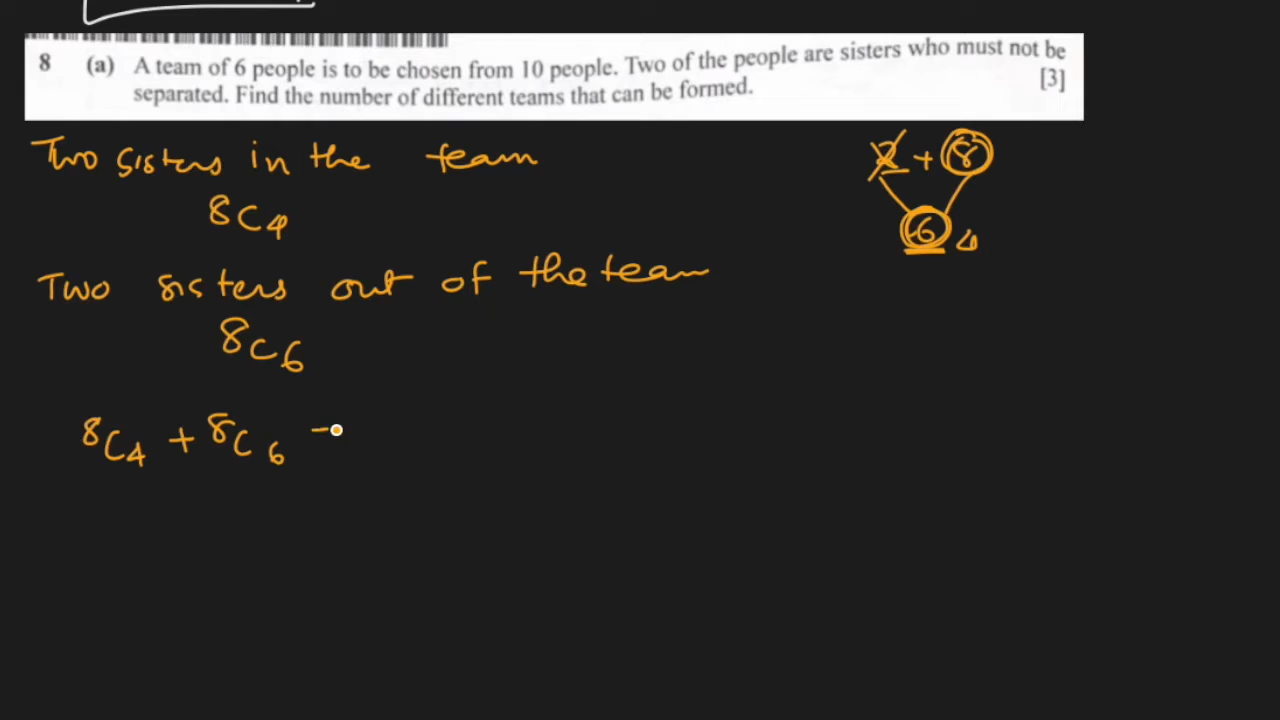 8 (a) A team of 6 people is to be chosen from 10 people. Two of the people are sisters who must not be
separated. Find the number of different teams that can be formed. [3]
Two sisters in the team
8C4
Two sisters out of the team
8C6
8C4 + 8C6 -
2 + 8
6 4